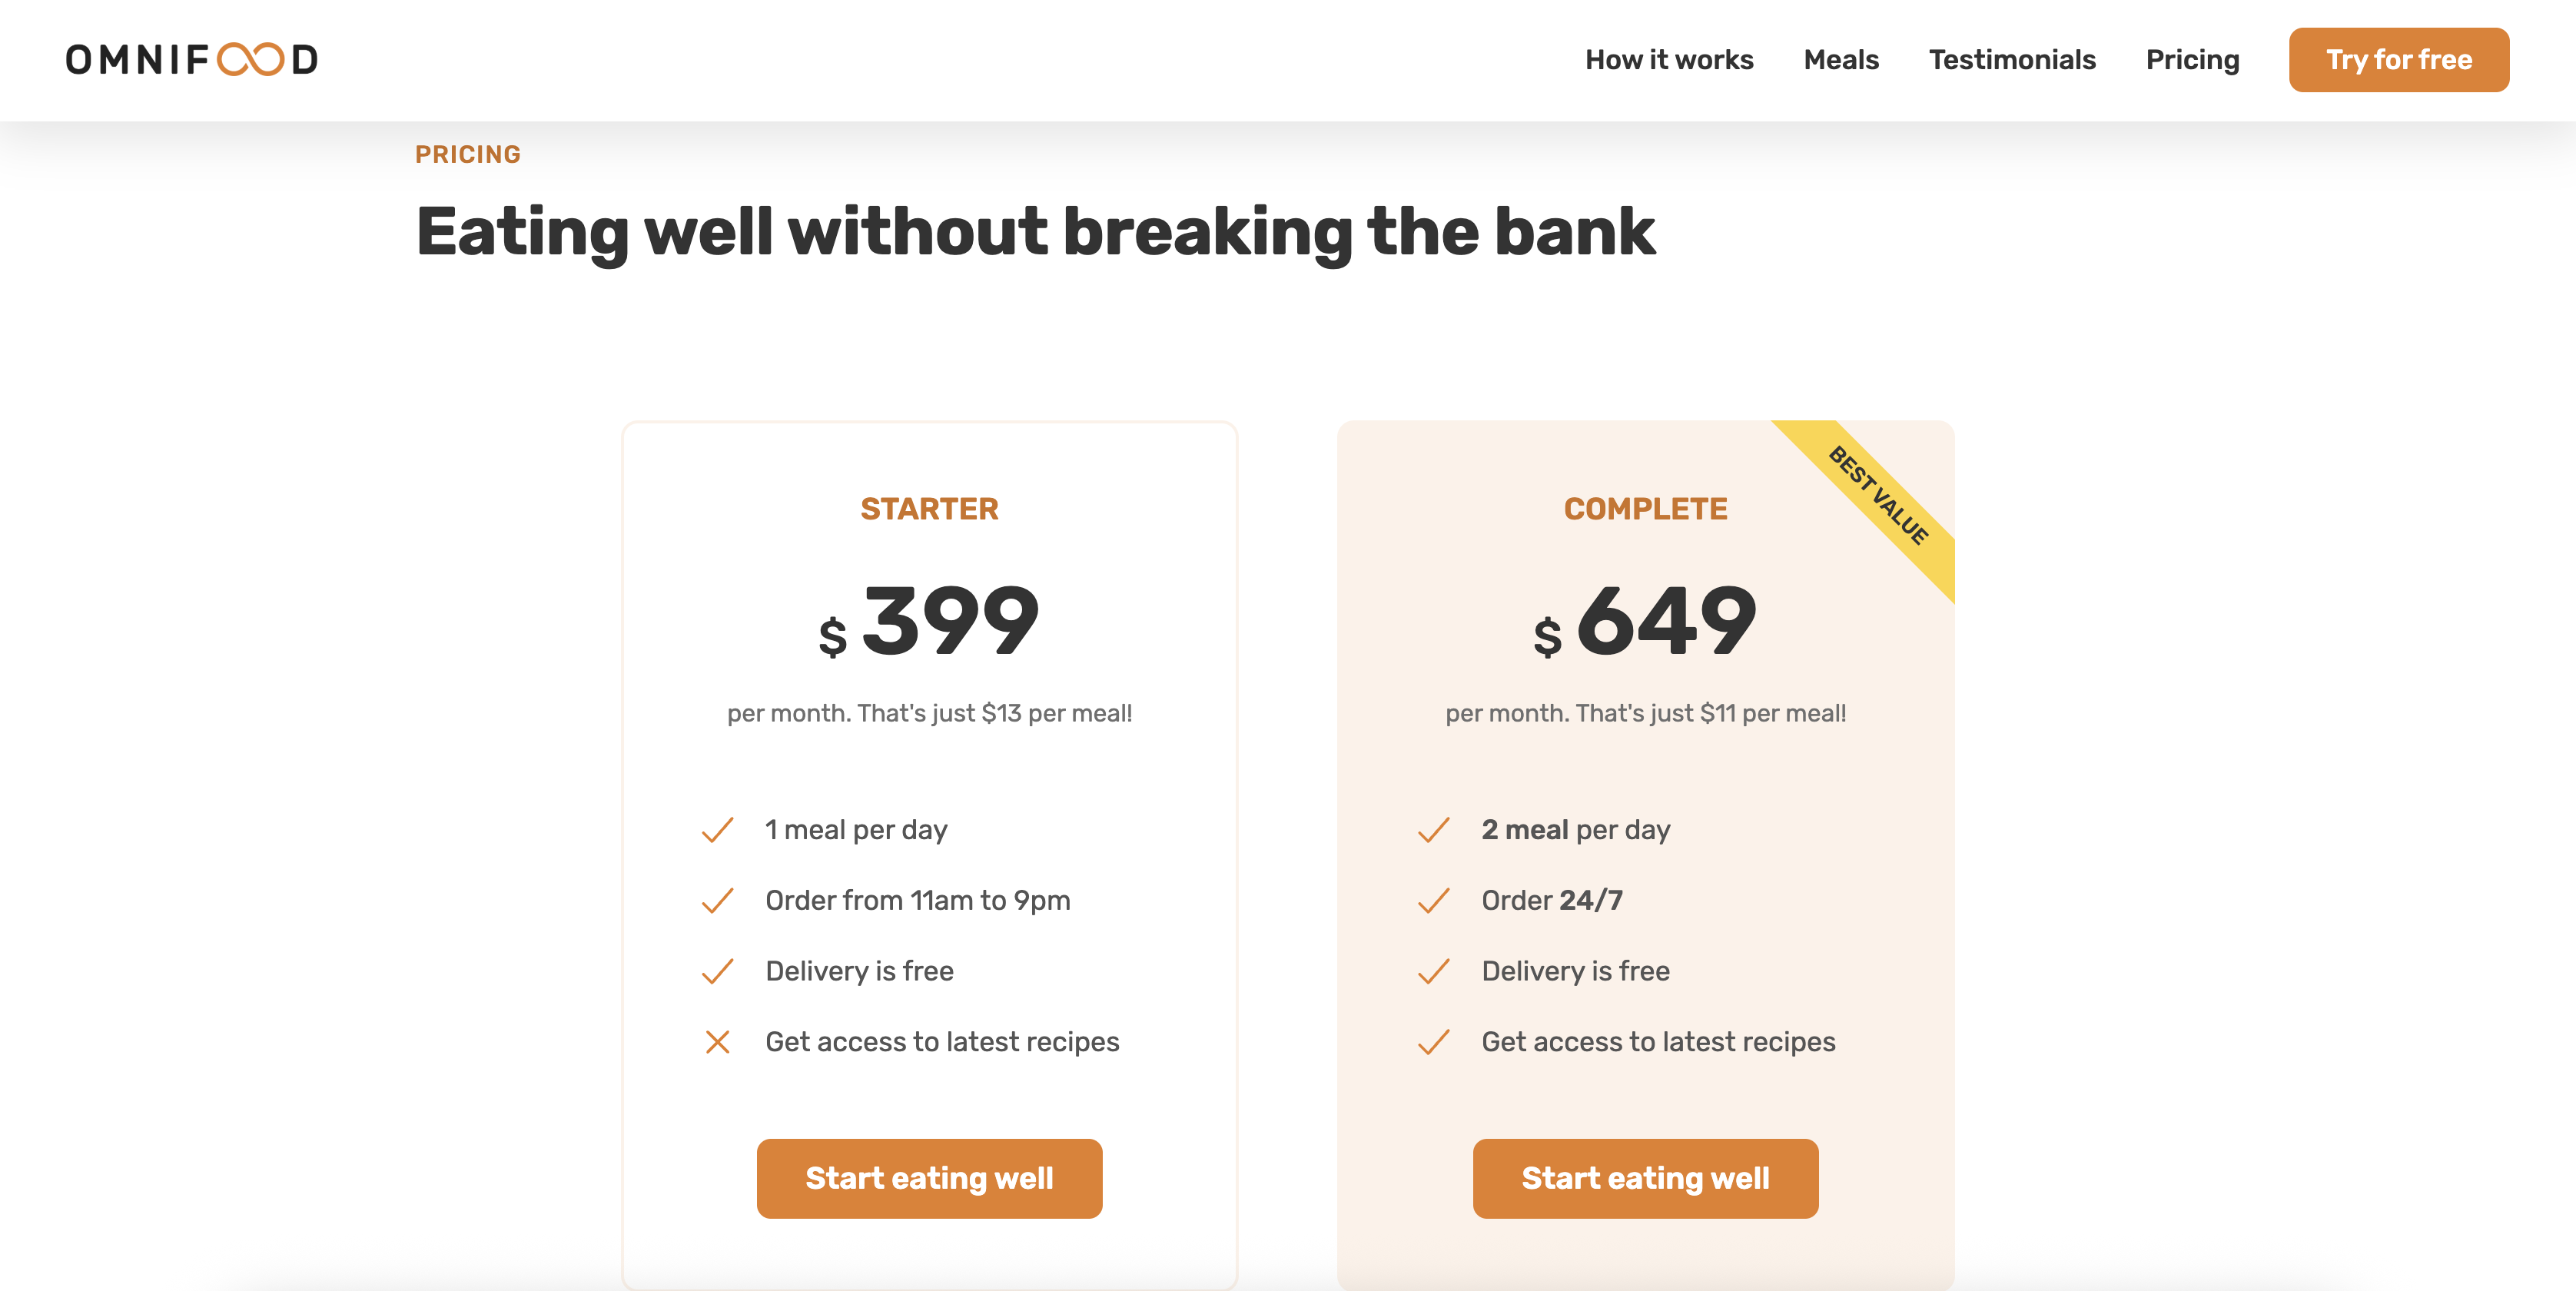 OMNIFOOD
How it works
Meals
Testimonials
Pricing
Try for free
PRICING
Eating well without breaking the bank
STARTER
$ 399
per month. That's just $13 per meal!
1 meal per day
Order from 11am to 9pm
Delivery is free
Get access to latest recipes
Start eating well
BEST VALUE
COMPLETE
$ 649
per month. That's just $11 per meal!
2 meal per day
Order 24/7
Delivery is free
Get access to latest recipes
Start eating well